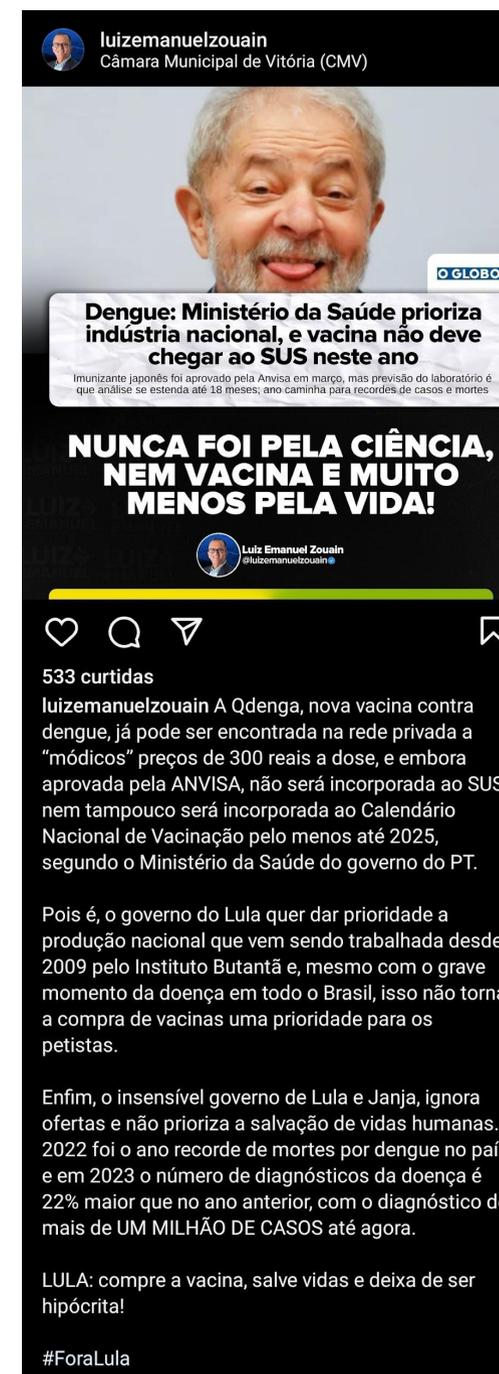 luizemanuelzouain
Câmara Municipal de Vitória (CMV)
O GLOBO
Dengue: Ministério da Saúde prioriza
indústria nacional, e vacina não deve
chegar ao SUS neste ano
Imunizante japonês foi aprovado pela Anvisa em março, mas previsão do laboratório é
que análise se estenda até 18 meses; ano caminha para recordes de casos e mortes
NUNCA FOI PELA CIÊNCIA,
NEM VACINA E MUITO
MENOS PELA VIDA!
Luiz Emanuel Zouain
@luizemanuelzouain
533 curtidas
luizemanuelzouain A Qdenga, nova vacina contra
dengue, já pode ser encontrada na rede privada a
“módicos” preços de 300 reais a dose, e embora
aprovada pela ANVISA, não será incorporada ao SUS
nem tampouco será incorporada ao Calendário
Nacional de Vacinação pelo menos até 2025,
segundo o Ministério da Saúde do governo do PT.
Pois é, o governo do Lula quer dar prioridade a
produção nacional que vem sendo trabalhada desde
2009 pelo Instituto Butantã e, mesmo com o grave
momento da doença em todo o Brasil, isso não torna
a compra de vacinas uma prioridade para os
petistas.
Enfim, o insensível governo de Lula e Janja, ignora
ofertas e não prioriza a salvação de vidas humanas.
2022 foi o ano recorde de mortes por dengue no paí
e em 2023 o número de diagnósticos da doença é
22% maior que no ano anterior, com o diagnóstico d
mais de UM MILHÃO DE CASOS até agora.
LULA: compre a vacina, salve vidas e deixa de ser
hipócrita!
#ForaLula